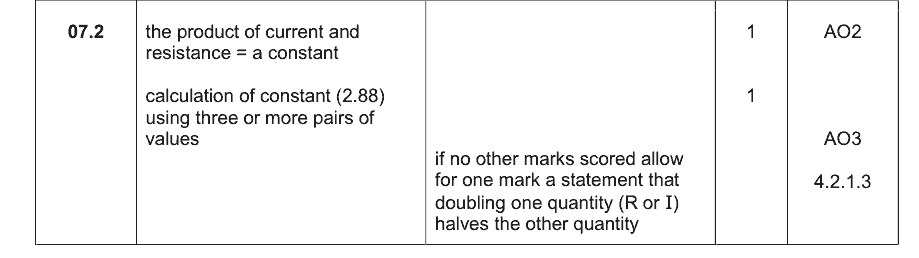 07.2 the product of current and 1 AO2
resistance = a constant
calculation of constant (2.88) 1
using three or more pairs of
values AO3
if no other marks scored allow
for one mark a statement that 4.2.1.3
doubling one quantity (R or I)
halves the other quantity